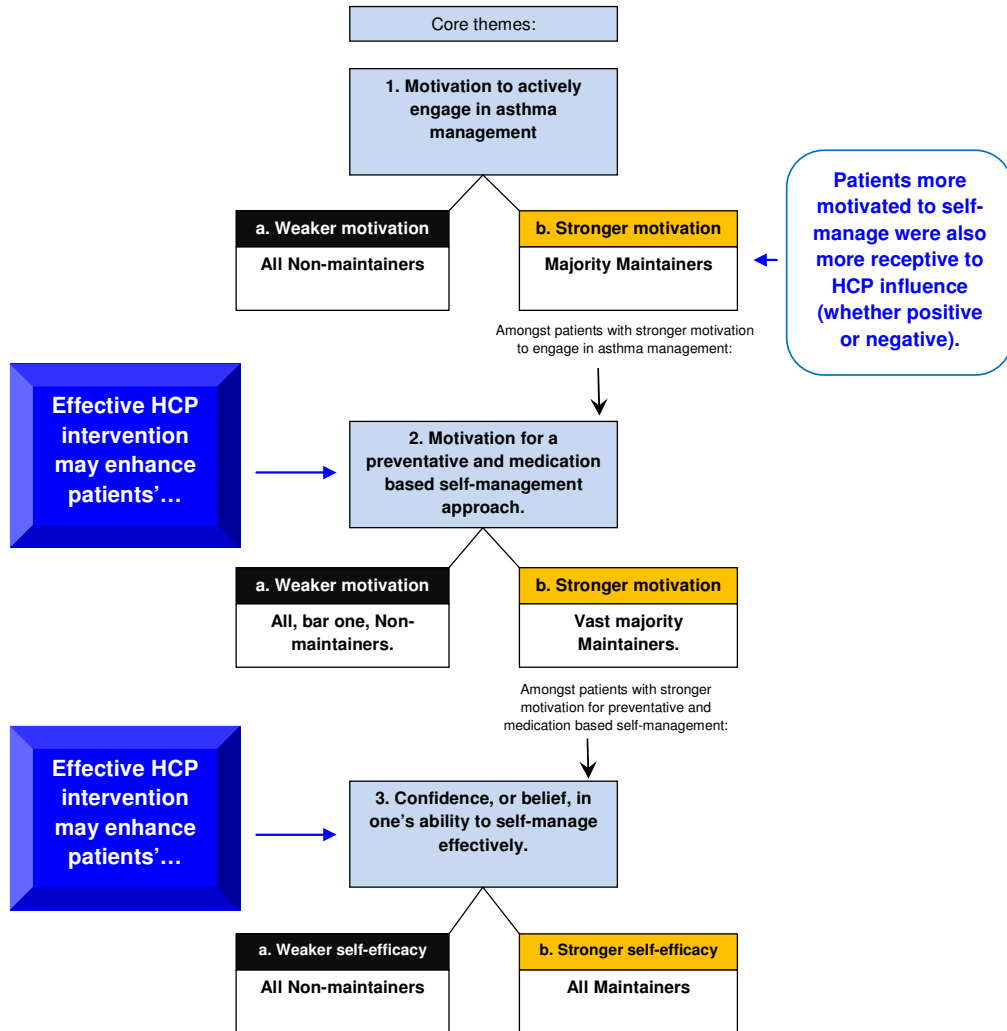 Core themes:
1. Motivation to actively
engage in asthma
management
a. Weaker motivation
All Non-maintainers
b. Stronger motivation
Majority Maintainers
Patients more
motivated to self-
manage were also
more receptive to
HCP influence
(whether positive
or negative).
Amongst patients with stronger motivation
to engage in asthma management:
Effective HCP
intervention
may enhance
patients’…
2. Motivation for a
preventative and medication
based self-management
approach.
a. Weaker motivation
All, bar one, Non-
maintainers.
b. Stronger motivation
Vast majority
Maintainers.
Amongst patients with stronger
motivation for preventative and
medication based self-management:
Effective HCP
intervention
may enhance
patients’…
3. Confidence, or belief, in
one’s ability to self-manage
effectively.
a. Weaker self-efficacy
All Non-maintainers
b. Stronger self-efficacy
All Maintainers